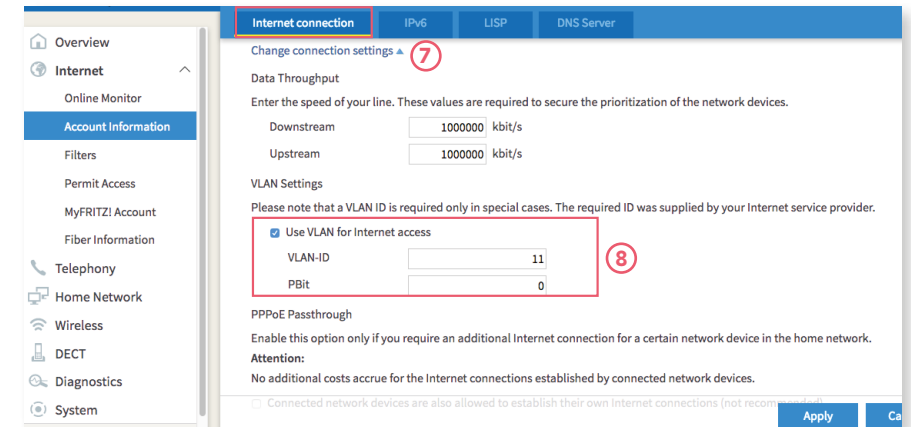 Internet connection
IPv6
LISP
DNS Server
Overview
Internet
Online Monitor
Account Information
Filters
Permit Access
MyFRITZ! Account
Fiber Information
Telephony
Home Network
Wireless
DECT
Diagnostics
System
Change connection settings
7
Data Throughput
Enter the speed of your line. These values are required to secure the prioritization of the network devices.
Downstream 1000000 kbit/s
Upstream 1000000 kbit/s
VLAN Settings
Please note that a VLAN ID is required only in special cases. The required ID was supplied by your Internet service provider.
Use VLAN for Internet access
VLAN-ID 11
8
PBit 0
PPPoE Passthrough
Enable this option only if you require an additional Internet connection for a certain network device in the home network.
Attention:
No additional costs accrue for the Internet connections established by connected network devices.
Connected network devices are also allowed to establish their own Internet connections (not recommended)
Apply
Ca